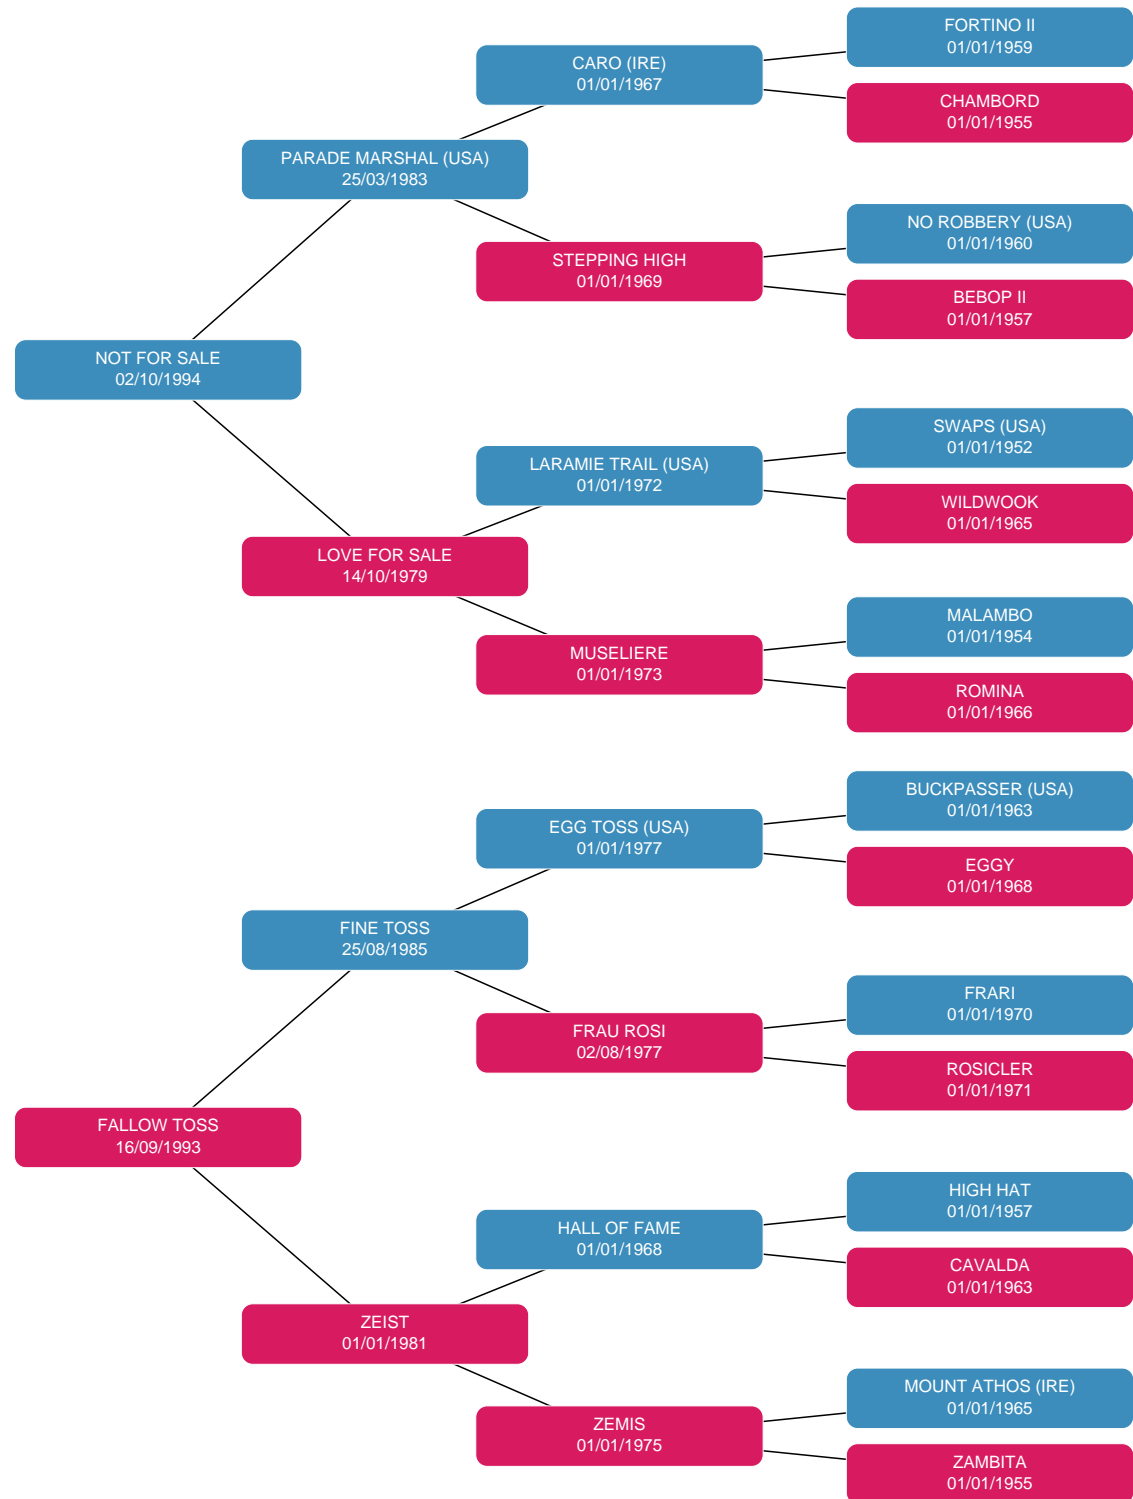 FORTINO II
01/01/1959
CARO (IRE)
01/01/1967
CHAMBORD
01/01/1955
PARADE MARSHAL (USA)
25/03/1983
NO ROBBERY (USA)
01/01/1960
STEPPING HIGH
01/01/1969
BEBOP II
01/01/1957
NOT FOR SALE
02/10/1994
SWAPS (USA)
01/01/1952
LARAMIE TRAIL (USA)
01/01/1972
WILDWOOK
01/01/1965
LOVE FOR SALE
14/10/1979
MALAMBO
01/01/1954
MUSELIERE
01/01/1973
ROMINA
01/01/1966
BUCKPASSER (USA)
01/01/1963
EGG TOSS (USA)
01/01/1977
EGGY
01/01/1968
FINE TOSS
25/08/1985
FRARI
01/01/1970
FRAU ROSI
02/08/1977
ROSICLER
01/01/1971
FALLOW TOSS
16/09/1993
HIGH HAT
01/01/1957
HALL OF FAME
01/01/1968
CAVALDA
01/01/1963
ZEIST
01/01/1981
MOUNT ATHOS (IRE)
01/01/1965
ZEMIS
01/01/1975
ZAMBITA
01/01/1955